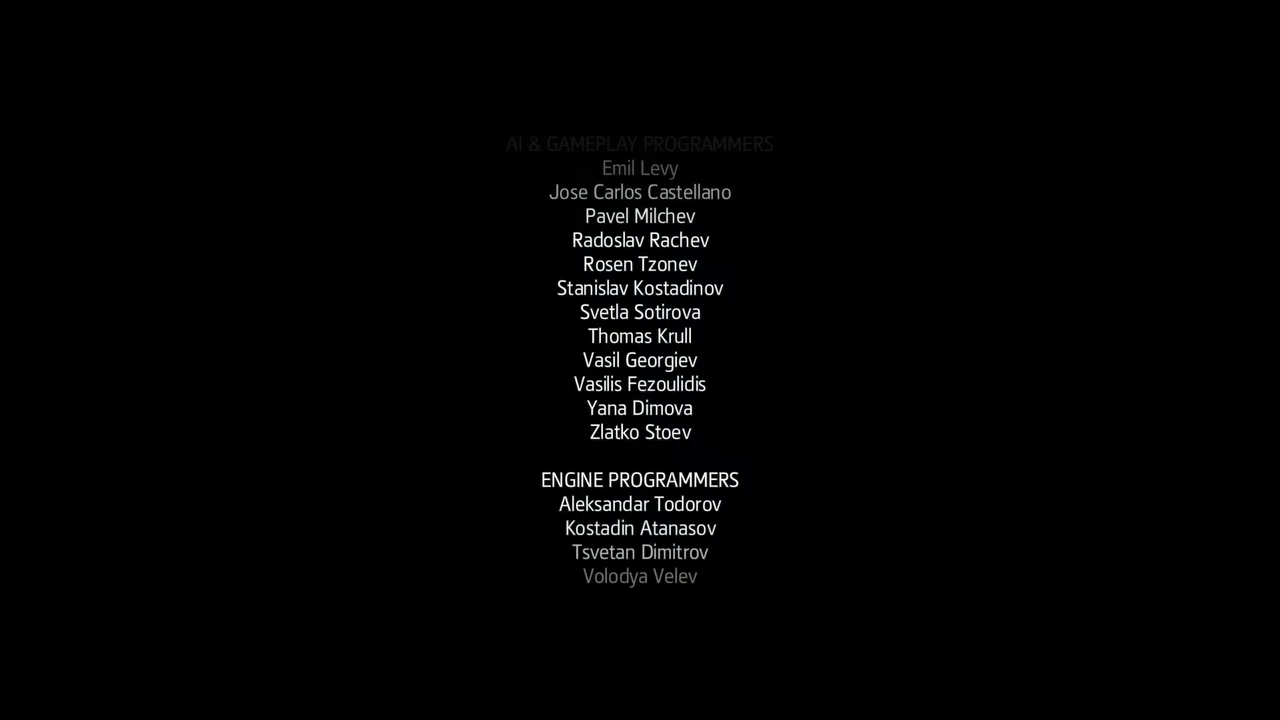 AI & GAMEPLAY PROGRAMMERS
Emil Levy
Jose Carlos Castellano
Pavel Milchev
Radoslav Rachev
Rosen Tzonev
Stanislav Kostadinov
Svetla Sotirova
Thomas Krull
Vasil Georgiev
Vasilis Fezoulidis
Yana Dimova
Zlatko Stoev
ENGINE PROGRAMMERS
Aleksandar Todorov
Kostadin Atanasov
Tsvetan Dimitrov
Volodya Velev